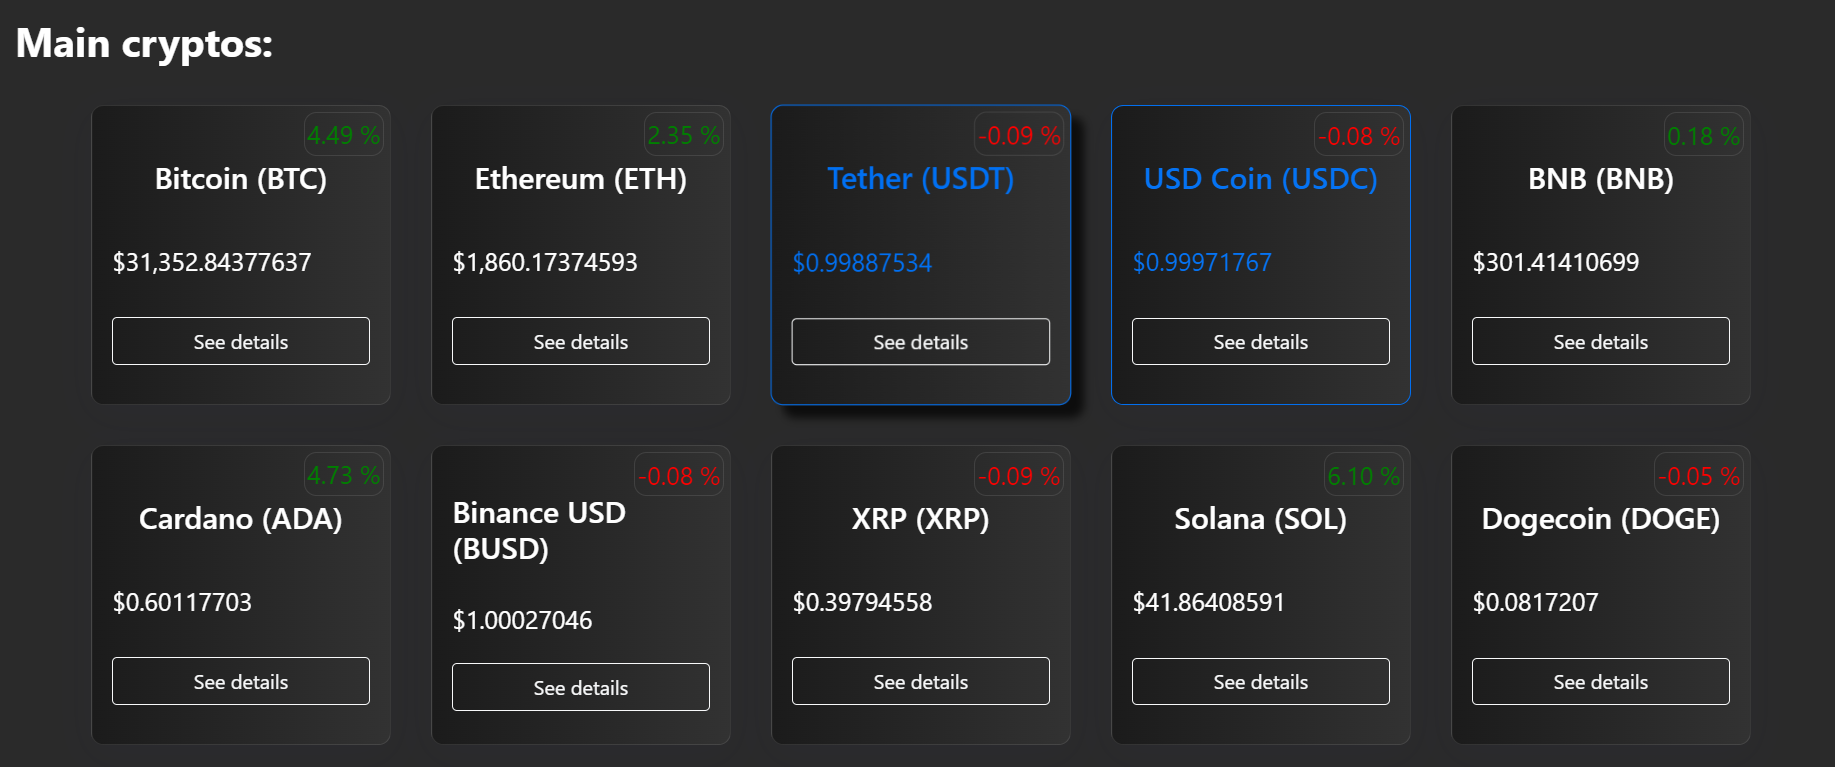 Main cryptos:
4.49 %
Bitcoin (BTC)
$31,352.84377637
See details
2.35 %
Ethereum (ETH)
$1,860.17374593
See details
-0.09 %
Tether (USDT)
$0.99887534
See details
-0.08 %
USD Coin (USDC)
$0.99971767
See details
0.18 %
BNB (BNB)
$301.41410699
See details
4.73 %
Cardano (ADA)
$0.60117703
See details
-0.08 %
Binance USD
(BUSD)
$1.00027046
See details
-0.09 %
XRP (XRP)
$0.39794558
See details
6.10 %
Solana (SOL)
$41.86408591
See details
-0.05 %
Dogecoin (DOGE)
$0.0817207
See details